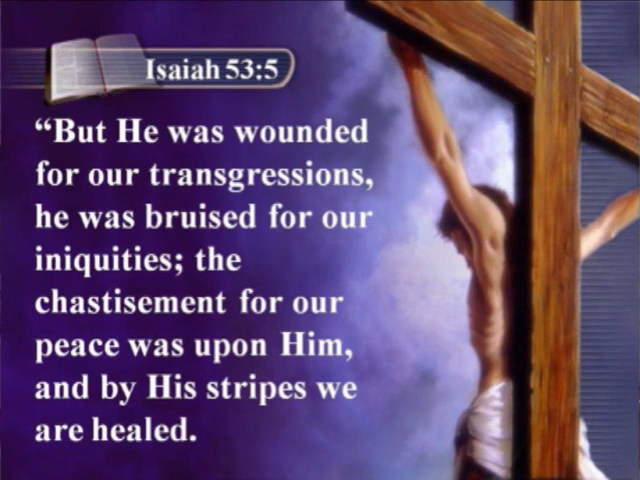 Isaiah 53:5
“But He was wounded
for our transgressions,
he was bruised for our
iniquities; the
chastisement for our
peace was upon Him,
and by His stripes we
are healed.